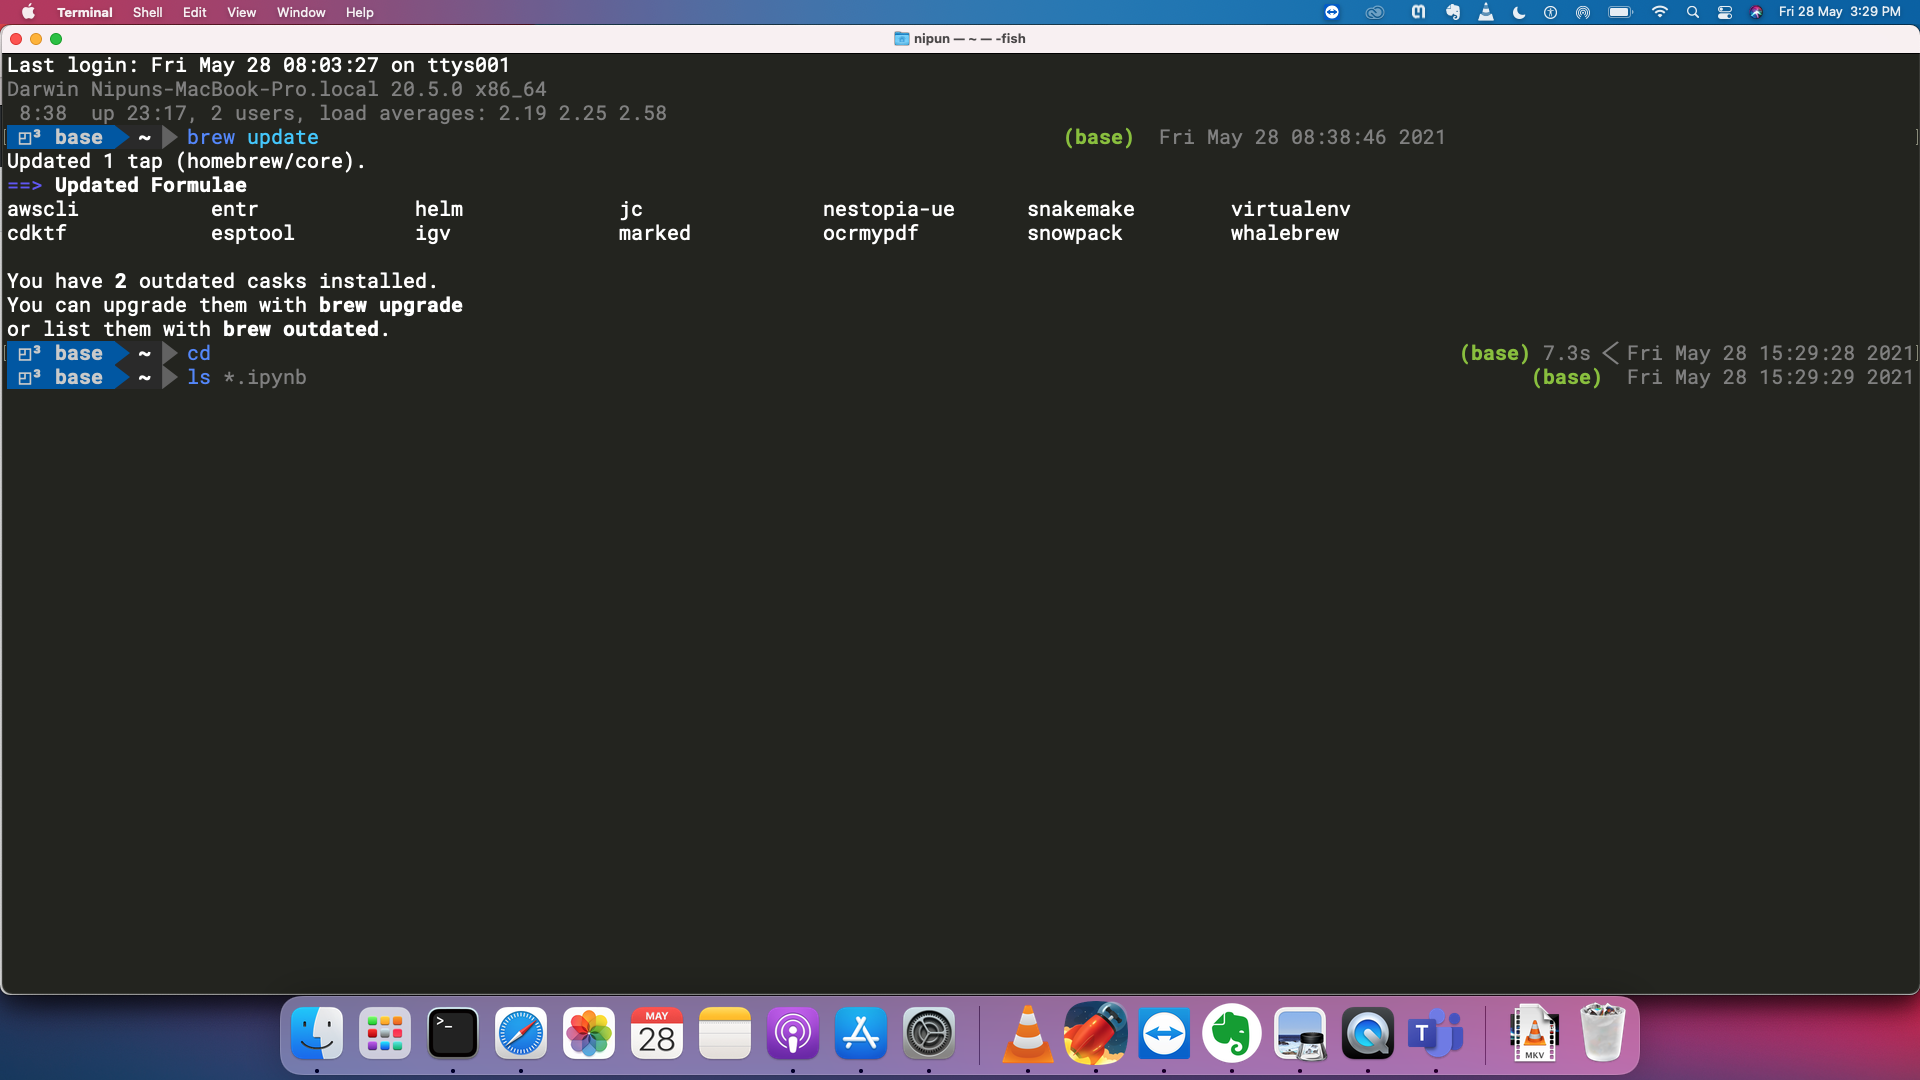 Terminal Shell Edit View Window Help Fri 28 May 3:29 PM
nipun — ~ — -fish
Last login: Fri May 28 08:03:27 on ttys001
Darwin Nipuns-MacBook-Pro.local 20.5.0 x86_64
8:38 up 23:17, 2 users, load averages: 2.19 2.25 2.58
[ ◰³ base ~ brew update (base) Fri May 28 08:38:46 2021 ]
Updated 1 tap (homebrew/core).
==> Updated Formulae
awscli entr helm jc nestopia-ue snakemake virtualenv
cdktf esptool igv marked ocrmypdf snowpack whalebrew
You have 2 outdated casks installed.
You can upgrade them with brew upgrade
or list them with brew outdated.
[ ◰³ base ~ cd (base) 7.3s < Fri May 28 15:29:28 2021]
◰³ base ~ ls *.ipynb (base) Fri May 28 15:29:29 2021
>_
MAY
28
T
MKV